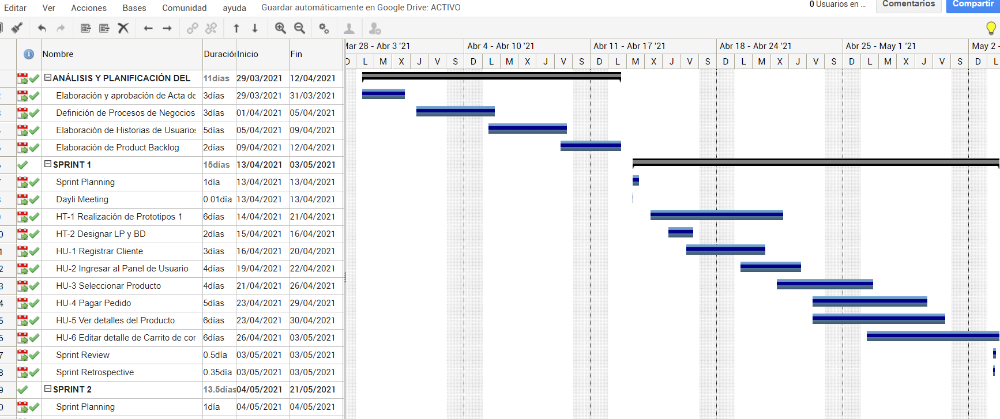 Editar Ver Acciones Bases Comunidad ayuda Guardar automáticamente en Google Drive: ACTIVO 0 Usuarios en ... Comentarios Compartir
Nombre Duración Inicio Fin
Mar 28 - Abr 3 '21 Abr 4 - Abr 10 '21 Abr 11 - Abr 17 '21 Abr 18 - Abr 24 '21 Abr 25 - May 1 '21 May 2 -
D L M X J V S D L M X J V S D L M X J V S D L M X J V S D L M X J V S D L
ANÁLISIS Y PLANIFICACIÓN DEL 11días 29/03/2021 12/04/2021
2 Elaboración y aprobación de Acta de 3días 29/03/2021 31/03/2021
3 Definición de Procesos de Negocios 3días 01/04/2021 05/04/2021
Elaboración de Historias de Usuarios 5días 05/04/2021 09/04/2021
5 Elaboración de Product Backlog 2días 09/04/2021 12/04/2021
SPRINT 1 15días 13/04/2021 03/05/2021
Sprint Planning 1día 13/04/2021 13/04/2021
Dayli Meeting 0.01día 13/04/2021 13/04/2021
HT-1 Realización de Prototipos 1 6días 14/04/2021 21/04/2021
0 HT-2 Designar LP y BD 2días 15/04/2021 16/04/2021
1 HU-1 Registrar Cliente 3días 16/04/2021 20/04/2021
2 HU-2 Ingresar al Panel de Usuario 4días 19/04/2021 22/04/2021
3 HU-3 Seleccionar Producto 4días 21/04/2021 26/04/2021
4 HU-4 Pagar Pedido 5días 23/04/2021 29/04/2021
5 HU-5 Ver detalles del Producto 6días 23/04/2021 30/04/2021
6 HU-6 Editar detalle de Carrito de cor 6días 26/04/2021 03/05/2021
7 Sprint Review 0.5día 03/05/2021 03/05/2021
8 Sprint Retrospective 0.35día 03/05/2021 03/05/2021
9 SPRINT 2 13.5días 04/05/2021 21/05/2021
0 Sprint Planning 1día 04/05/2021 04/05/2021